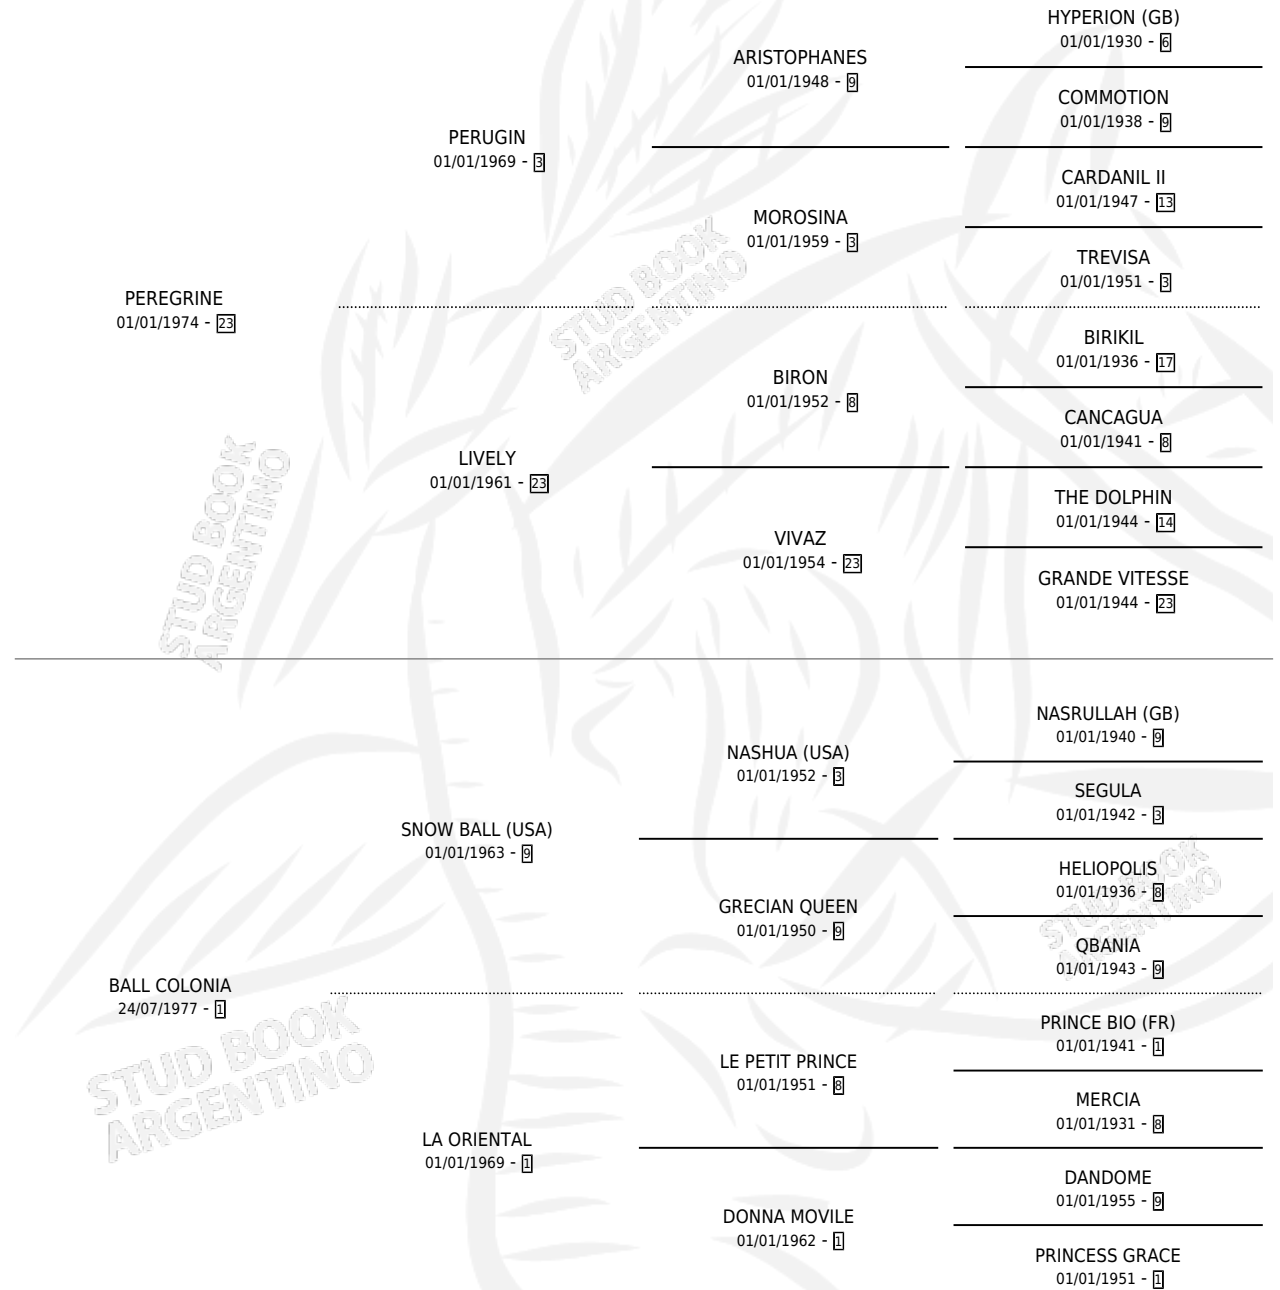 HYPERION (GB)
01/01/1930 - 6
ARISTOPHANES
01/01/1948 - 9
COMMOTION
01/01/1938 - 9
PERUGIN
01/01/1969 - 3
CARDANIL II
01/01/1947 - 13
MOROSINA
01/01/1959 - 3
TREVISA
01/01/1951 - 3
PEREGRINE
01/01/1974 - 23
BIRIKIL
01/01/1936 - 17
BIRON
01/01/1952 - 8
CANCAGUA
01/01/1941 - 8
LIVELY
01/01/1961 - 23
THE DOLPHIN
01/01/1944 - 14
VIVAZ
01/01/1954 - 23
GRANDE VITESSE
01/01/1944 - 23
STUD BOOK
ARGENTINO
STUD BOOK
ARGENTINO
NASRULLAH (GB)
01/01/1940 - 9
NASHUA (USA)
01/01/1952 - 3
SEGULA
01/01/1942 - 3
SNOW BALL (USA)
01/01/1963 - 9
HELIOPOLIS
01/01/1936 - 8
GRECIAN QUEEN
01/01/1950 - 9
QBANIA
01/01/1943 - 9
BALL COLONIA
24/07/1977 - 1
PRINCE BIO (FR)
01/01/1941 - 1
LE PETIT PRINCE
01/01/1951 - 8
MERCIA
01/01/1931 - 8
LA ORIENTAL
01/01/1969 - 1
DANDOME
01/01/1955 - 9
DONNA MOVILE
01/01/1962 - 1
PRINCESS GRACE
01/01/1951 - 1
STUD BOOK
ARGENTINO
STUD BOOK
ARGENTINO